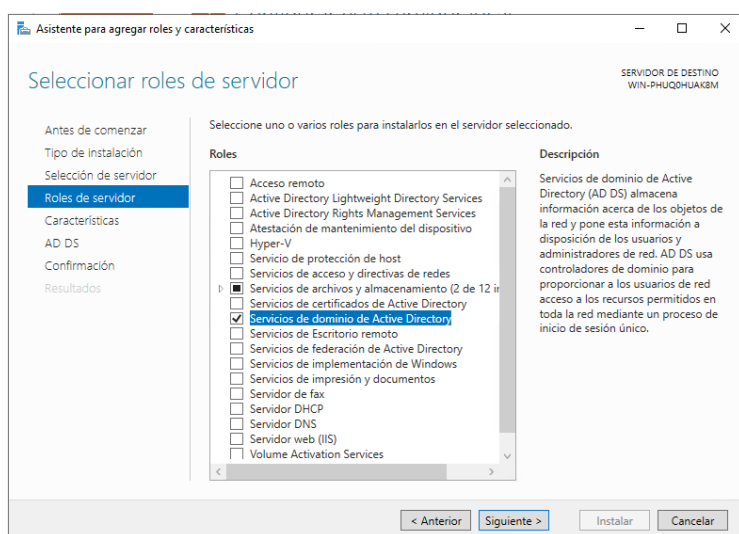 Asistente para agregar roles y características
Seleccionar roles de servidor
SERVIDOR DE DESTINO
WIN-PHUQ0HUAK8M
Antes de comenzar
Tipo de instalación
Selección de servidor
Roles de servidor
Características
AD DS
Confirmación
Resultados
Seleccione uno o varios roles para instalarlos en el servidor seleccionado.
Roles
Acceso remoto
Active Directory Lightweight Directory Services
Active Directory Rights Management Services
Atestación de mantenimiento del dispositivo
Hyper-V
Servicio de protección de host
Servicios de acceso y directivas de redes
Servicios de archivos y almacenamiento (2 de 12 in
Servicios de certificados de Active Directory
Servicios de dominio de Active Directory
Servicios de Escritorio remoto
Servicios de federación de Active Directory
Servicios de implementación de Windows
Servicios de impresión y documentos
Servidor de fax
Servidor DHCP
Servidor DNS
Servidor web (IIS)
Volume Activation Services
Descripción
Servicios de dominio de Active
Directory (AD DS) almacena
información acerca de los objetos de
la red y pone esta información a
disposición de los usuarios y
administradores de red. AD DS usa
controladores de dominio para
proporcionar a los usuarios de red
acceso a los recursos permitidos en
toda la red mediante un proceso de
inicio de sesión único.
< Anterior
Siguiente >
Instalar
Cancelar